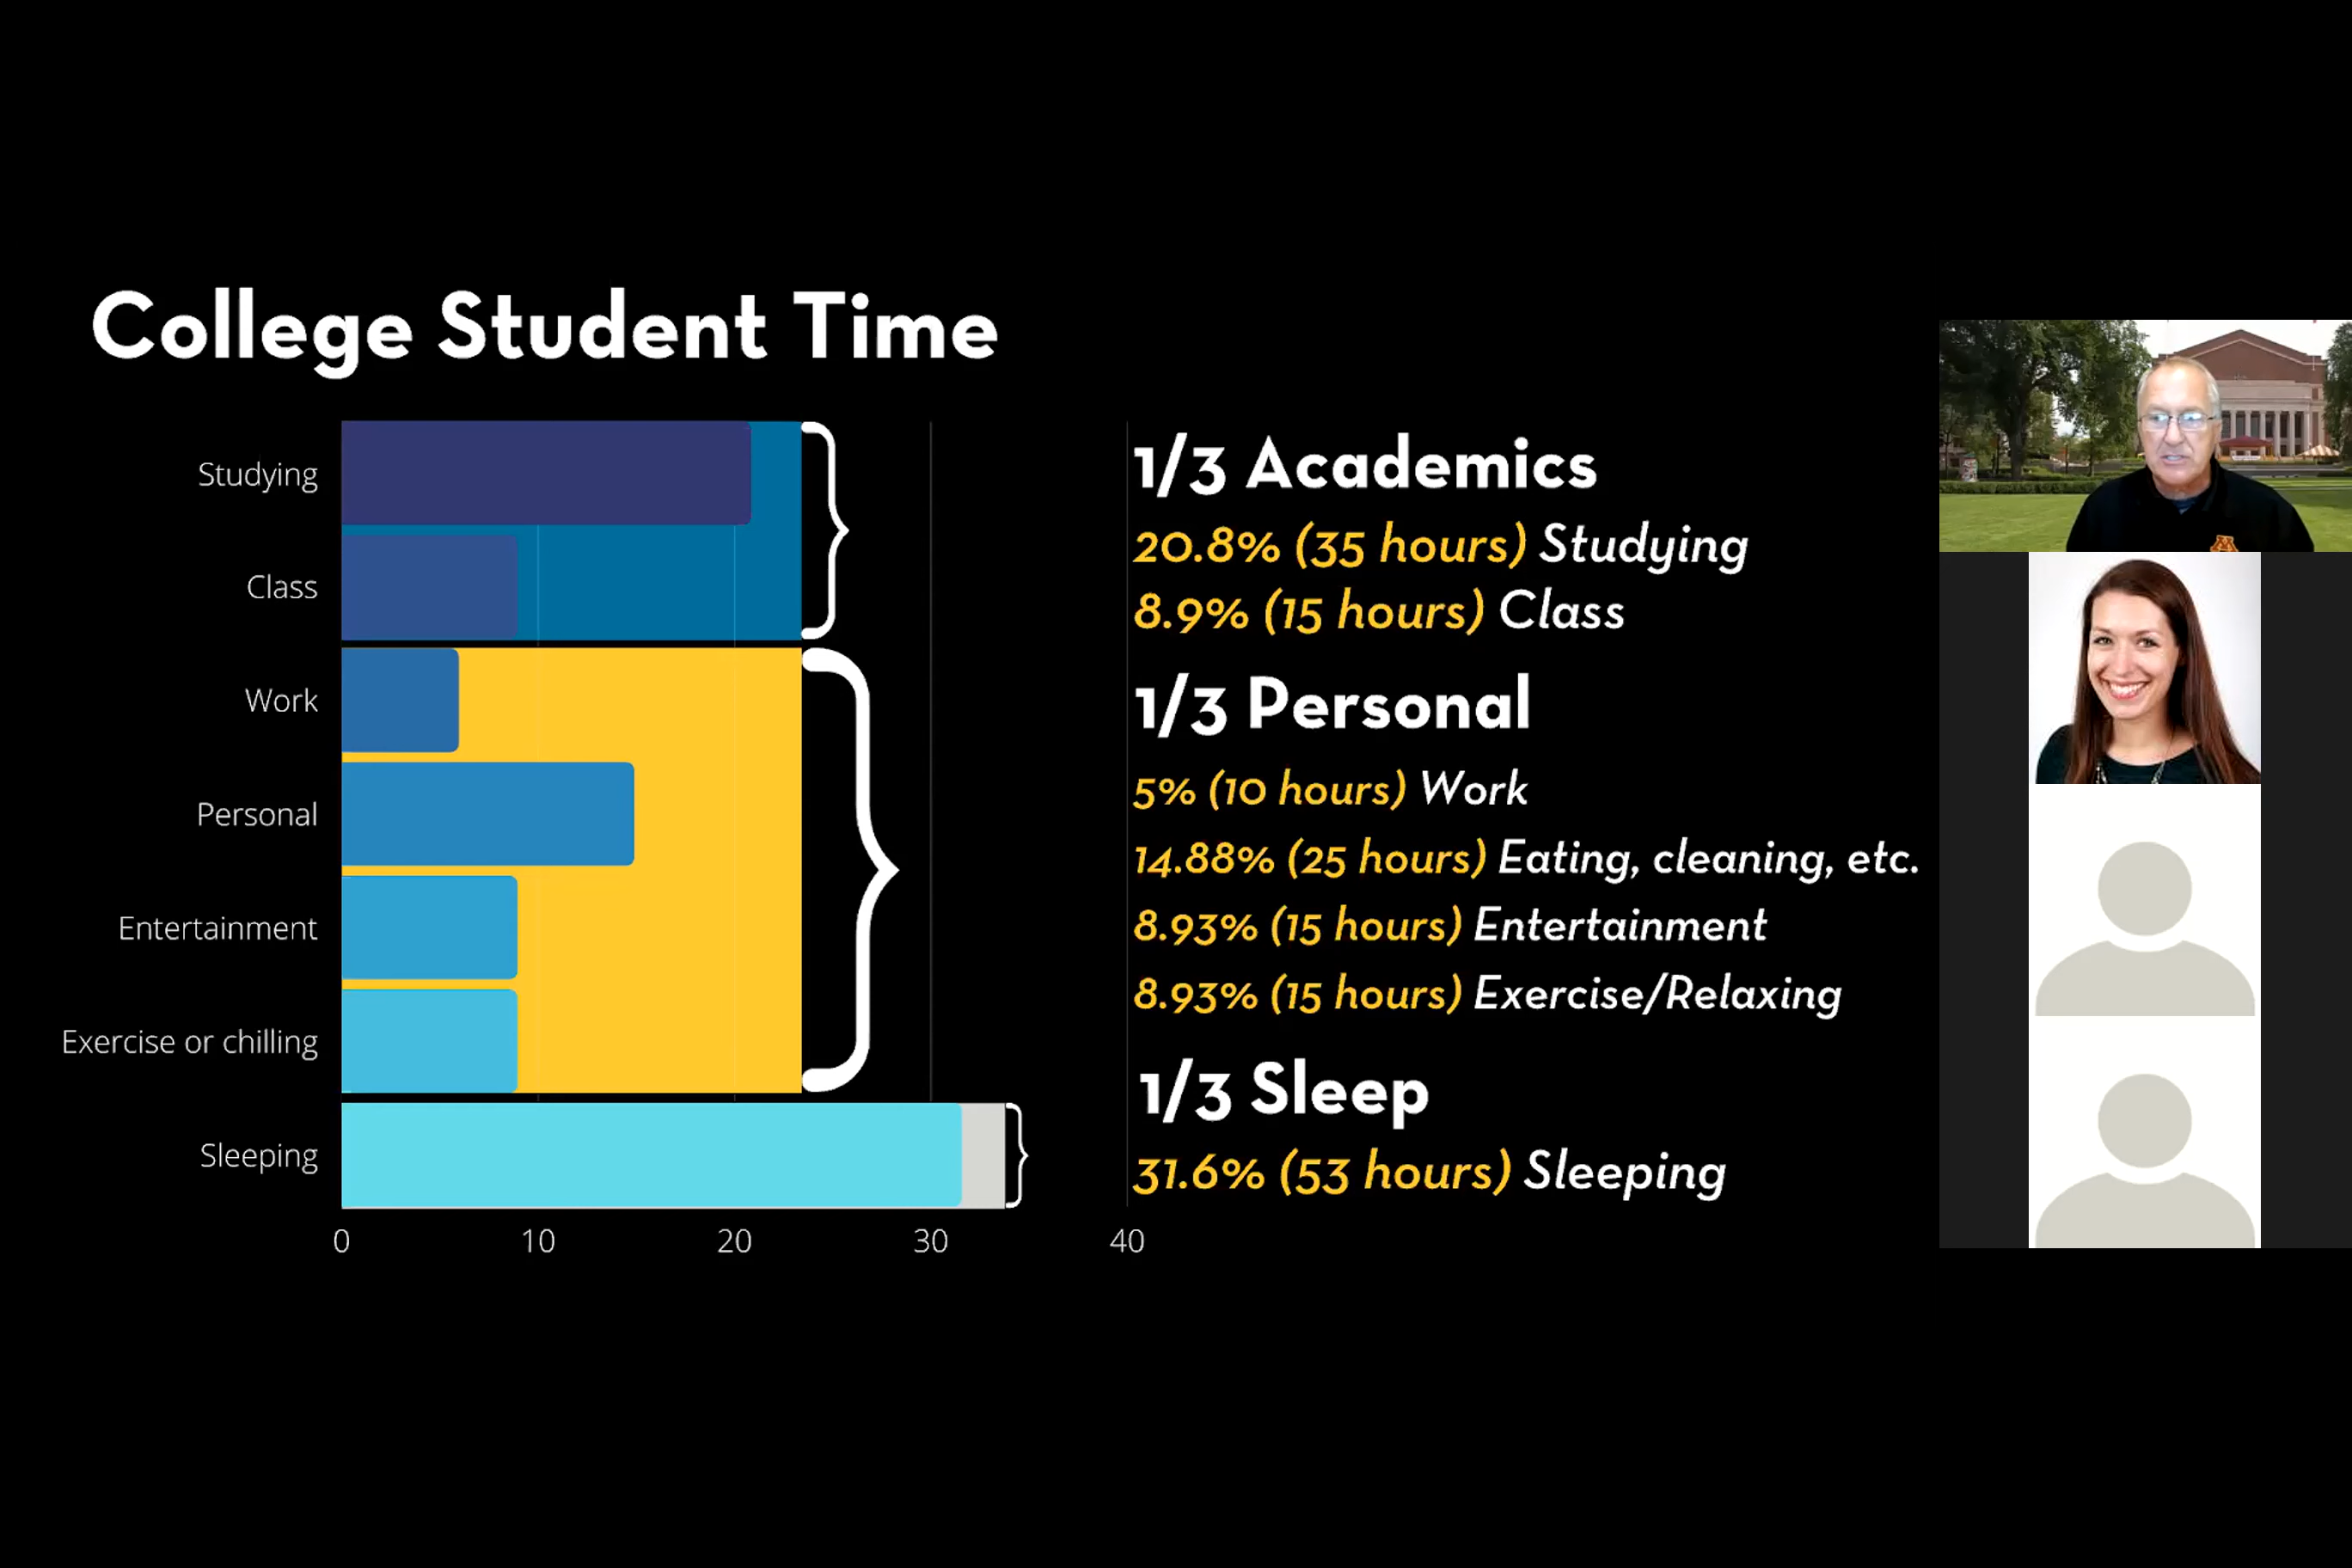 College Student Time
Studying
Class
Work
Personal
Entertainment
Exercise or chilling
Sleeping
0 10 20 30 40
1/3 Academics
20.8% (35 hours) Studying
8.9% (15 hours) Class
1/3 Personal
5% (10 hours) Work
14.88% (25 hours) Eating, cleaning, etc.
8.93% (15 hours) Entertainment
8.93% (15 hours) Exercise/Relaxing
1/3 Sleep
31.6% (53 hours) Sleeping